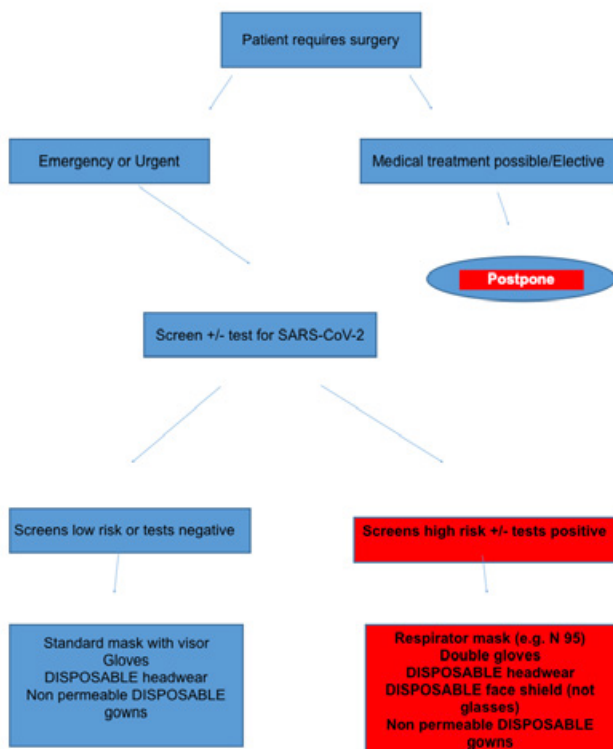 Patient requires surgery
Emergency or Urgent
Medical treatment possible/Elective
Postpone
Screen +/- test for SARS-CoV-2
Screens low risk or tests negative
Screens high risk +/- tests positive
Standard mask with visor
Gloves
DISPOSABLE headwear
Non permeable DISPOSABLE
gowns
Respirator mask (e.g. N 95)
Double gloves
DISPOSABLE headwear
DISPOSABLE face shield (not
glasses)
Non permeable DISPOSABLE
gowns